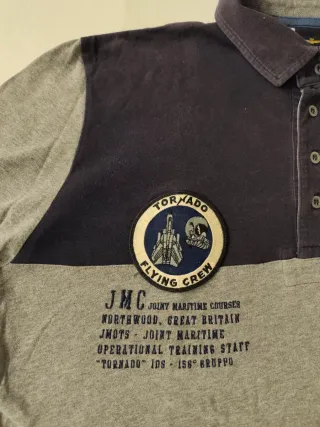 TORNADO
FLYING CREW
JMC JOINT MARITIME COURSES
NORTHWOOD, GREAT BRITAIN
JMOTS - JOINT MARITIME
OPERATIONAL TRAINING STAFF
"TORNADO" IDS - 156° GRUPPO